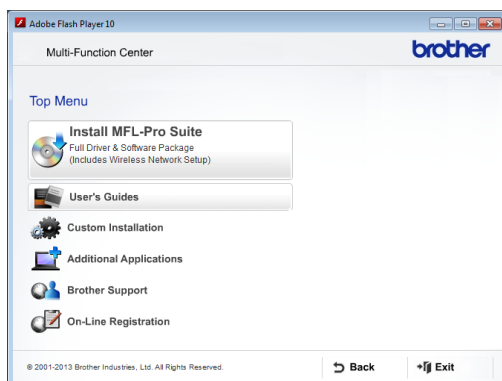 Adobe Flash Player 10
Multi-Function Center
brother
Top Menu
Install MFL-Pro Suite
Full Driver & Software Package
(Includes Wireless Network Setup)
User's Guides
Custom Installation
Additional Applications
Brother Support
On-Line Registration
© 2001-2013 Brother Industries, Ltd. All Rights Reserved.
Back
Exit